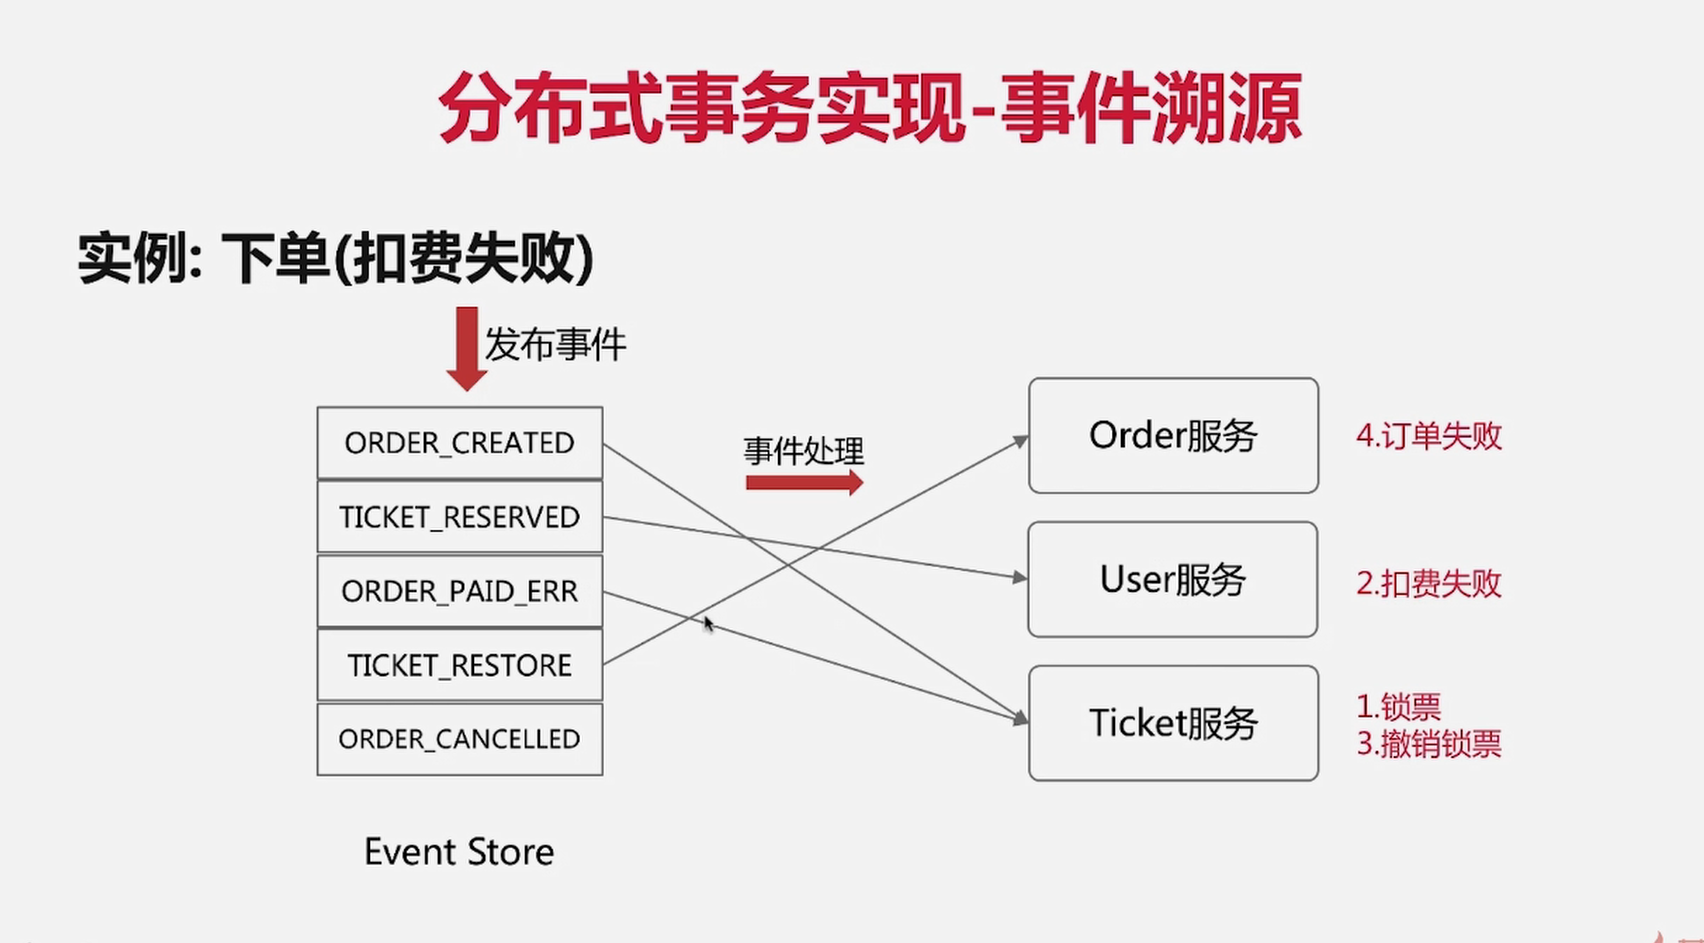 分布式事务实现-事件溯源
实例: 下单(扣费失败)
发布事件
ORDER_CREATED
TICKET_RESERVED
ORDER_PAID_ERR
TICKET_RESTORE
ORDER_CANCELLED
Event Store
事件处理
Order服务
4.订单失败
User服务
2.扣费失败
Ticket服务
1.锁票
3.撤销锁票